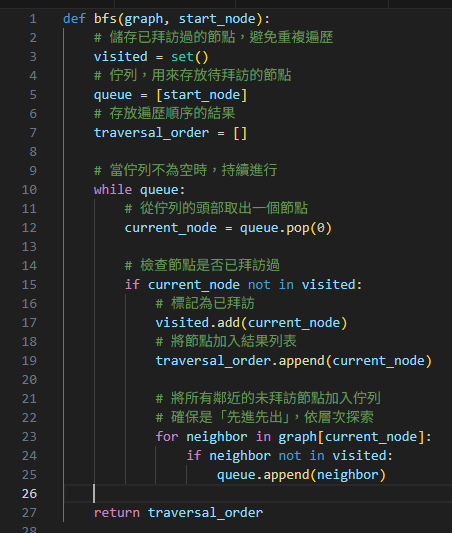 1 def bfs(graph, start_node):
2 # 儲存已拜訪過的節點，避免重複遍歷
3 visited = set()
4 # 佇列，用來存放待拜訪的節點
5 queue = [start_node]
6 # 存放遍歷順序的結果
7 traversal_order = []
8
9 # 當佇列不為空時，持續進行
10 while queue:
11 # 從佇列的頭部取出一個節點
12 current_node = queue.pop(0)
13
14 # 檢查節點是否已拜訪過
15 if current_node not in visited:
16 # 標記為已拜訪
17 visited.add(current_node)
18 # 將節點加入結果列表
19 traversal_order.append(current_node)
20
21 # 將所有鄰近的未拜訪節點加入佇列
22 # 確保是「先進先出」，依層次探索
23 for neighbor in graph[current_node]:
24 if neighbor not in visited:
25 queue.append(neighbor)
26
27 return traversal_order
28